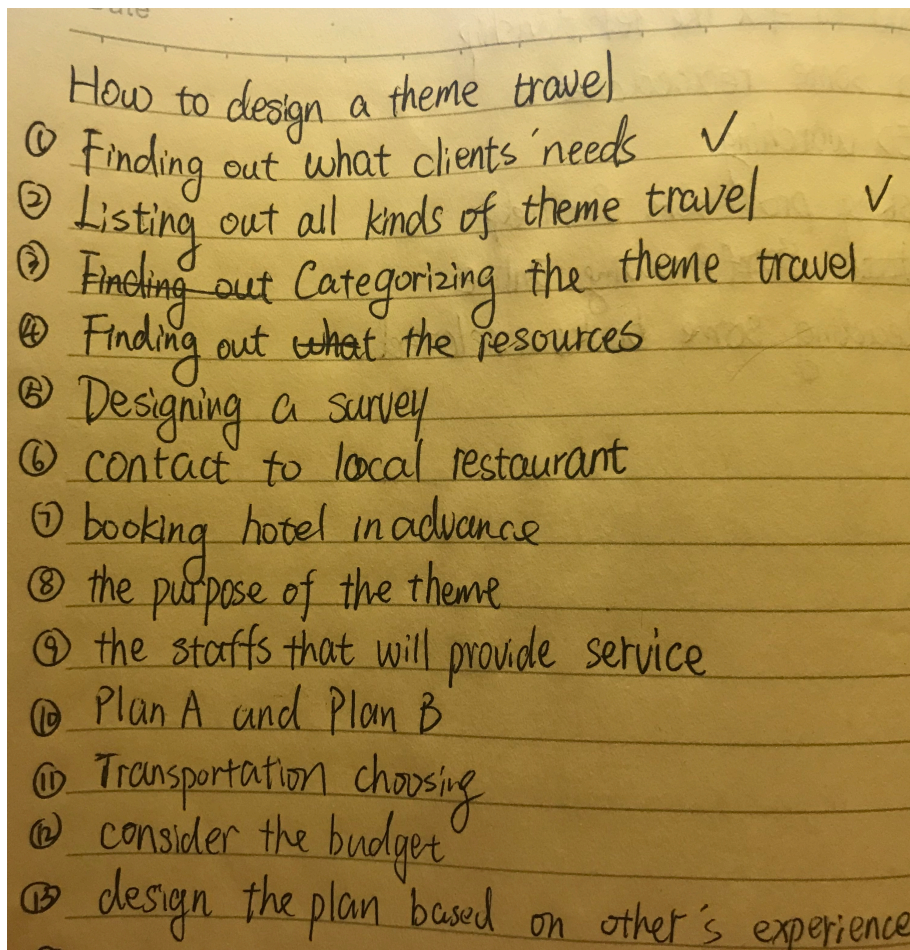 How to design a theme travel
① Finding out what clients' needs ✓
② Listing out all kinds of theme travel ✓
③ ~~Finding out~~ Categorizing the theme travel
④ Finding out ~~what~~ the resources
⑤ Designing a survey
⑥ contact to local restaurant
⑦ booking hotel in advance
⑧ the purpose of the theme
⑨ the staffs that will provide service
⑩ Plan A and Plan B
⑪ Transportation choosing
⑫ consider the budget
⑬ design the plan based on other's experience